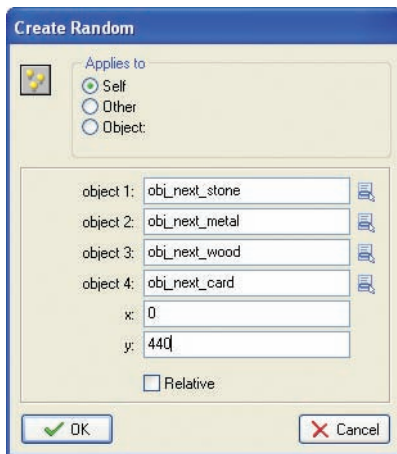 Create Random
Applies to
Self
Other
Object:
object 1: obj_next_stone
object 2: obj_next_metal
object 3: obj_next_wood
object 4: obj_next_card
x: 0
y: 440
Relative
OK Cancel